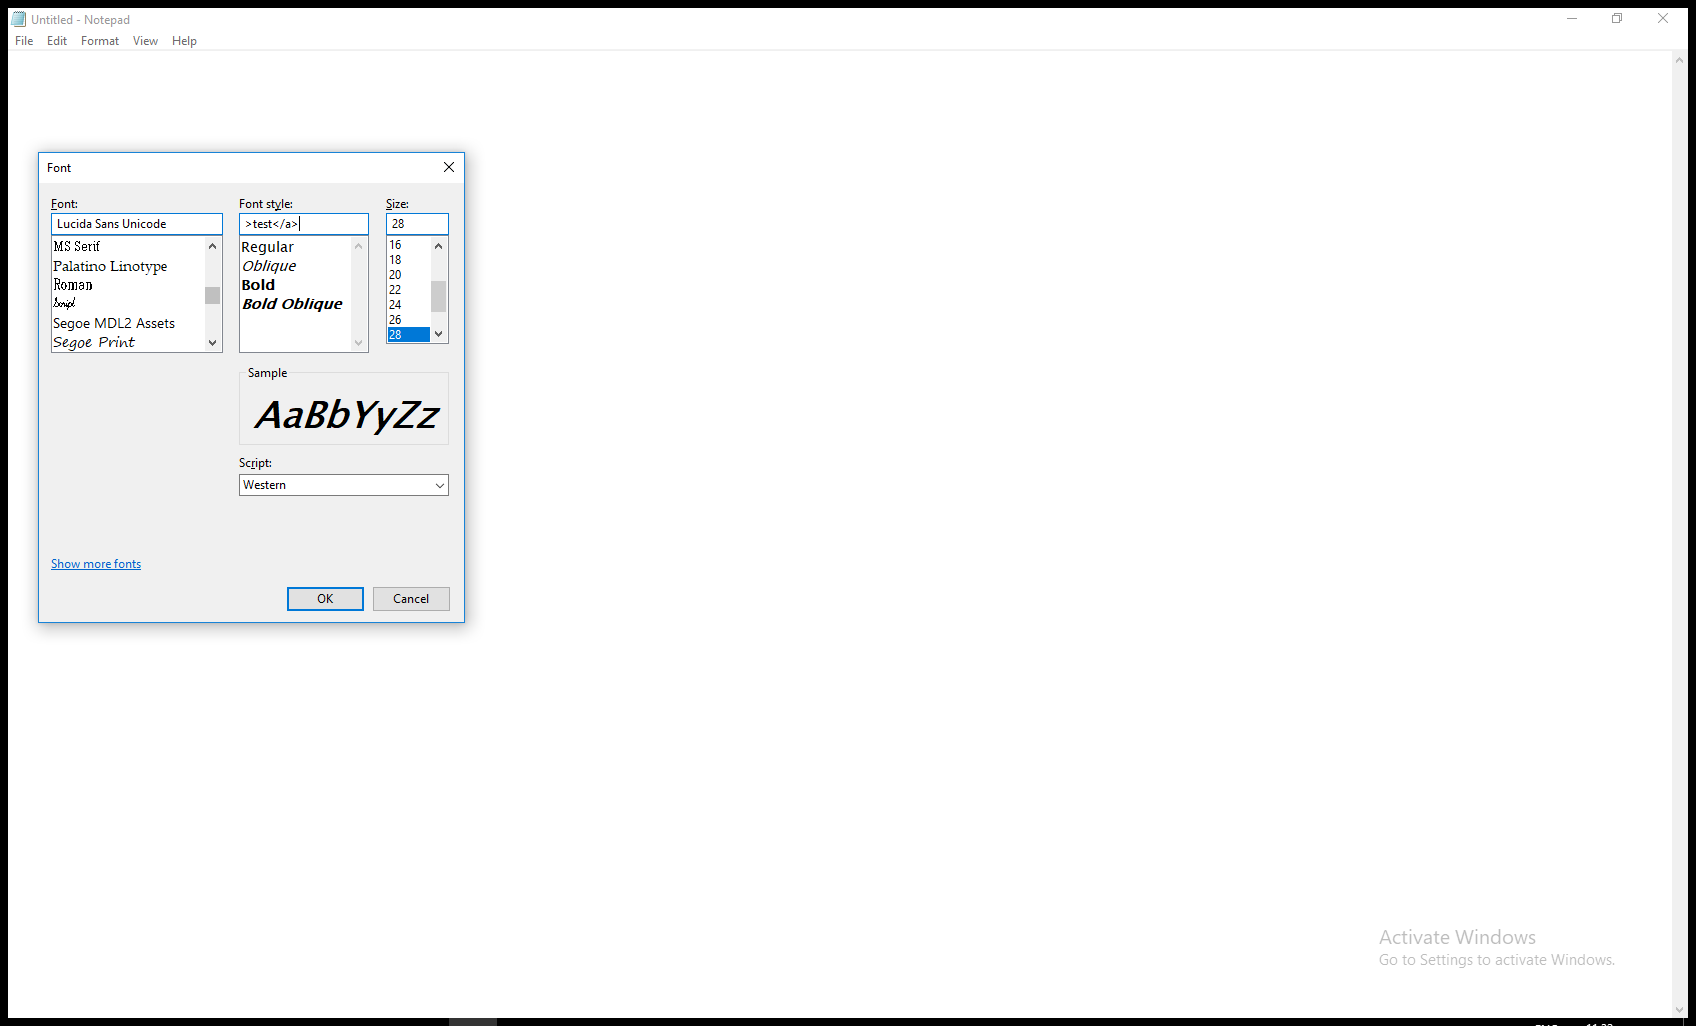 Untitled - Notepad
File Edit Format View Help
Font
Font: Font style: Size:
Lucida Sans Unicode >test</a> 28
MS Serif
Palatino Linotype
Roman
Script
Segoe MDL2 Assets
Segoe Print
Regular
Oblique
Bold
Bold Oblique
16
18
20
22
24
26
28
Sample
AaBbYyZz
Script:
Western
Show more fonts
OK Cancel
Activate Windows
Go to Settings to activate Windows.